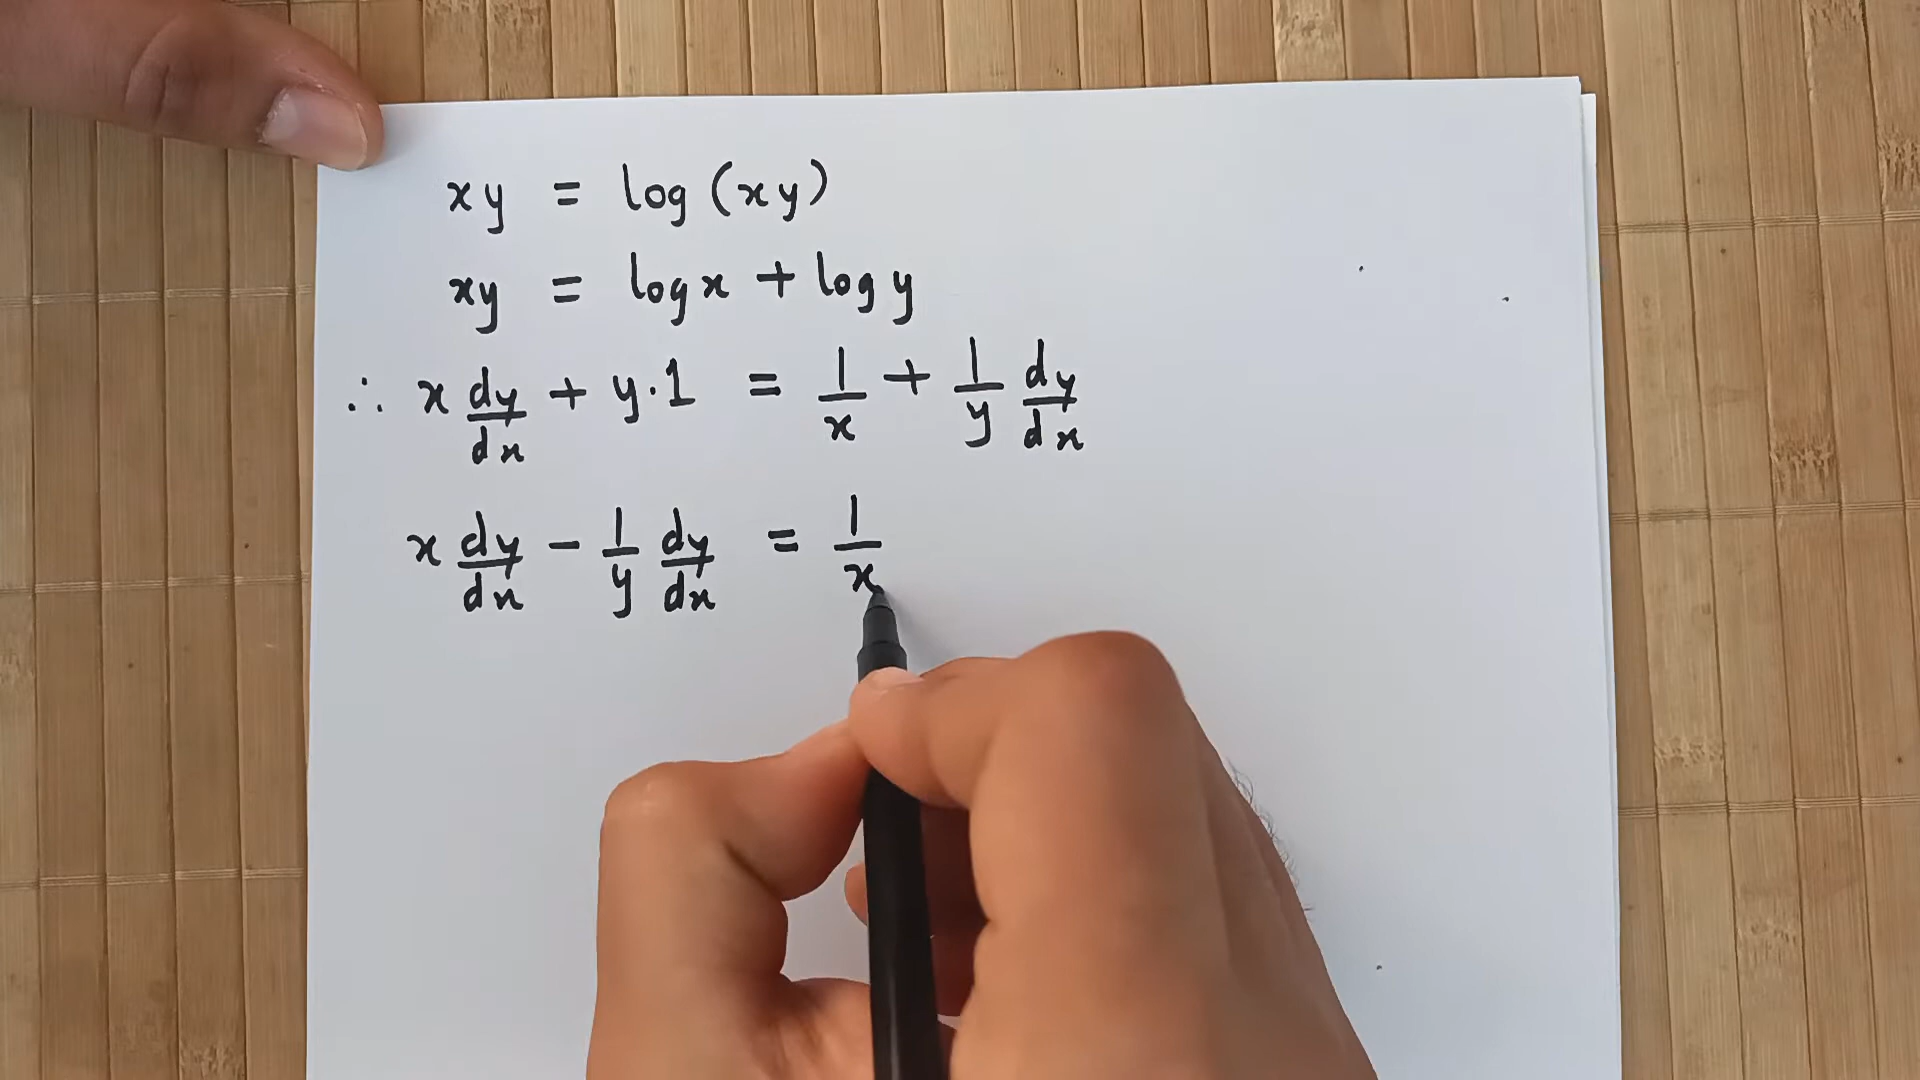 xy = log (xy)
xy = log x + log y
∴ x dy/dx + y·1 = 1/x + 1/y dy/dx
x dy/dx - 1/y dy/dx = 1/x